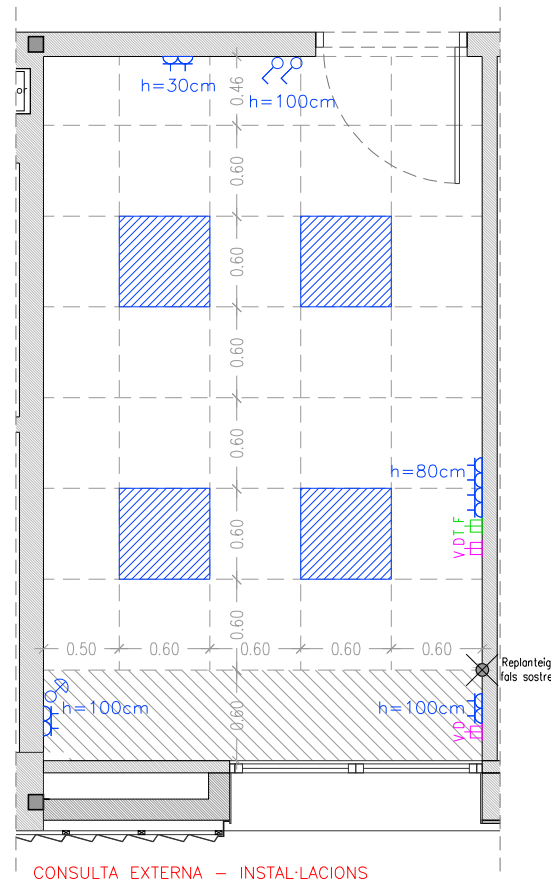 h=30cm
h=100cm
0.46
or
0.60
0.60
0.60
0.60
h=80cm
T.F
V.D
0.60
0.60
0.50
0.60
0.60
0.60
0.60
Replanteig
fals sostre
h=100cm
h=100cm
V.D
0.60
CONSULTA EXTERNA – INSTAL·LACIONS